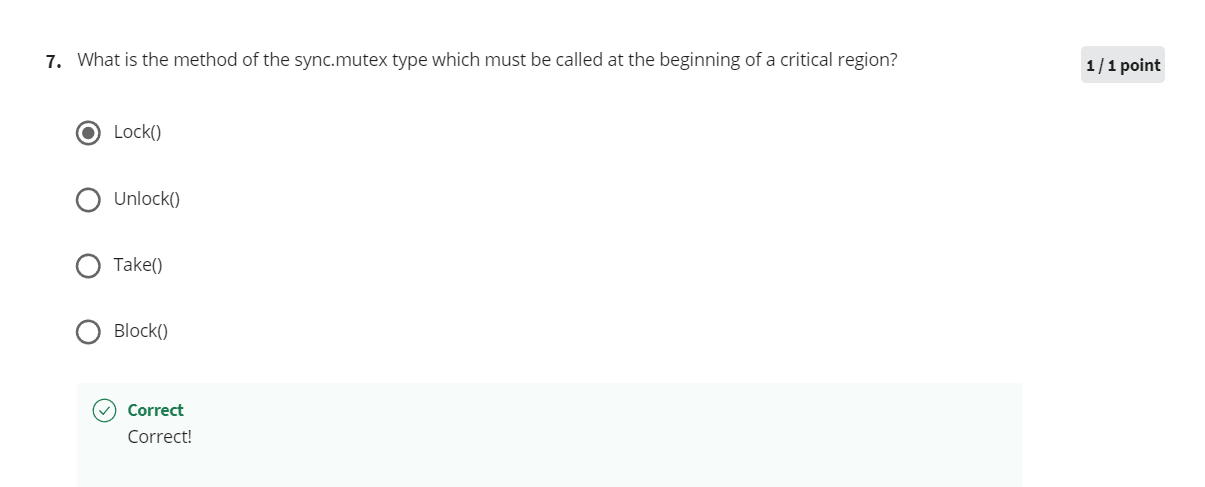 7. What is the method of the sync.mutex type which must be called at the beginning of a critical region?
1 / 1 point
Lock()
Unlock()
Take()
Block()
Correct
Correct!